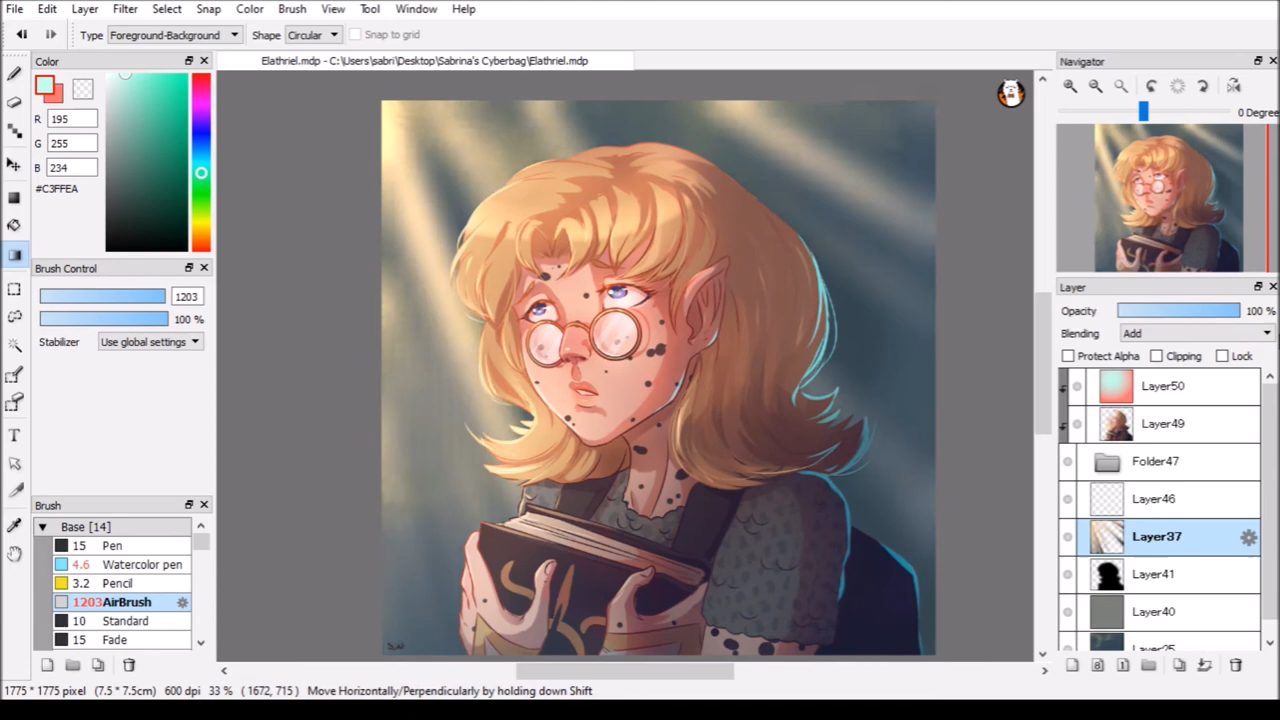 File Edit Layer Filter Select Snap Color Brush View Tool Window Help
Type Foreground-Background Shape Circular Snap to grid
Color
Elathriel.mdp - C:\Users\sabri\Desktop\Sabrina's Cyberbag\Elathriel.mdp
Navigator
R 195
G 255
B 234
#C3FFEA
0 Degree
Brush Control
1203
100 %
Stabilizer Use global settings
Layer
Opacity 100 %
Blending Add
Protect Alpha Clipping Lock
Layer50
Layer49
Folder47
Layer46
Layer37
Layer41
Layer40
Layer25
Brush
Base [14]
15 Pen
4.6 Watercolor pen
3.2 Pencil
1203 AirBrush
10 Standard
15 Fade
1775 * 1775 pixel (7.5 * 7.5cm) 600 dpi 33 % ( 1672, 715 ) Move Horizontally/Perpendicularly by holding down Shift